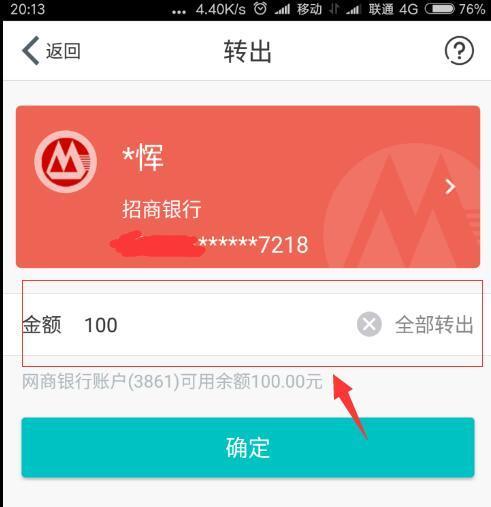 20:13 ... 4.40K/s 移动 联通 4G 76%
返回 转出
*恽
招商银行
******7218
金额 100 全部转出
网商银行账户(3861)可用余额100.00元
确定